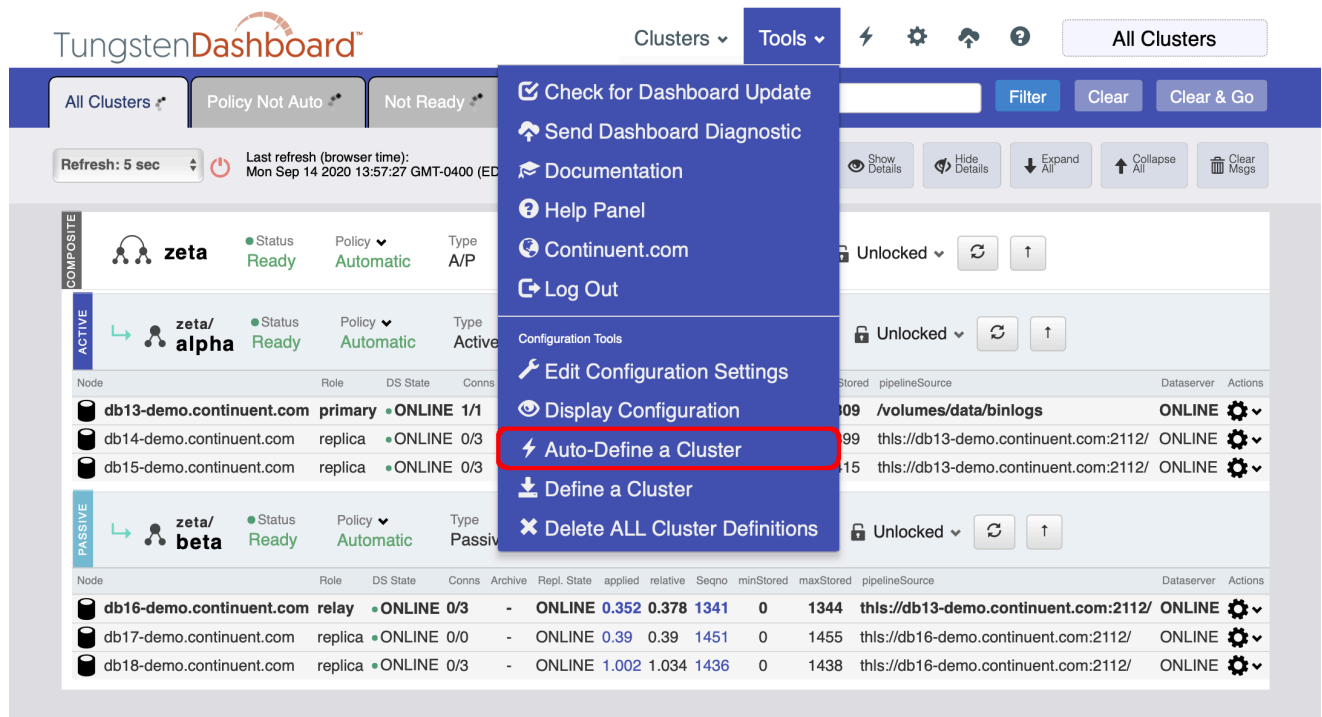 TungstenDashboard™
Clusters Tools All Clusters
All Clusters Policy Not Auto Not Ready Filter Clear Clear & Go
Refresh: 5 sec Last refresh (browser time): Show Details Hide Details Expand All Collapse All Clear Msgs
Mon Sep 14 2020 13:57:27 GMT-0400 (ED
Check for Dashboard Update
Send Dashboard Diagnostic
Documentation
Help Panel
Continuent.com
Log Out
Configuration Tools
Edit Configuration Settings
Display Configuration
Auto-Define a Cluster
Define a Cluster
Delete ALL Cluster Definitions
COMPOSITE
zeta Status Ready Policy Automatic Type A/P Unlocked
ACTIVE
zeta/ alpha Status Ready Policy Automatic Type Active Unlocked
Node Role DS State Conns tored pipelineSource Dataserver Actions
db13-demo.continuent.com primary ONLINE 1/1 309 /volumes/data/binlogs ONLINE
db14-demo.continuent.com replica ONLINE 0/3 99 thls://db13-demo.continuent.com:2112/ ONLINE
db15-demo.continuent.com replica ONLINE 0/3 15 thls://db13-demo.continuent.com:2112/ ONLINE
PASSIVE
zeta/ beta Status Ready Policy Automatic Type Passiv Unlocked
Node Role DS State Conns Archive Repl. State applied relative Seqno minStored maxStored pipelineSource Dataserver Actions
db16-demo.continuent.com relay ONLINE 0/3 - ONLINE 0.352 0.378 1341 0 1344 thls://db13-demo.continuent.com:2112/ ONLINE
db17-demo.continuent.com replica ONLINE 0/0 - ONLINE 0.39 0.39 1451 0 1455 thls://db16-demo.continuent.com:2112/ ONLINE
db18-demo.continuent.com replica ONLINE 0/3 - ONLINE 1.002 1.034 1436 0 1438 thls://db16-demo.continuent.com:2112/ ONLINE